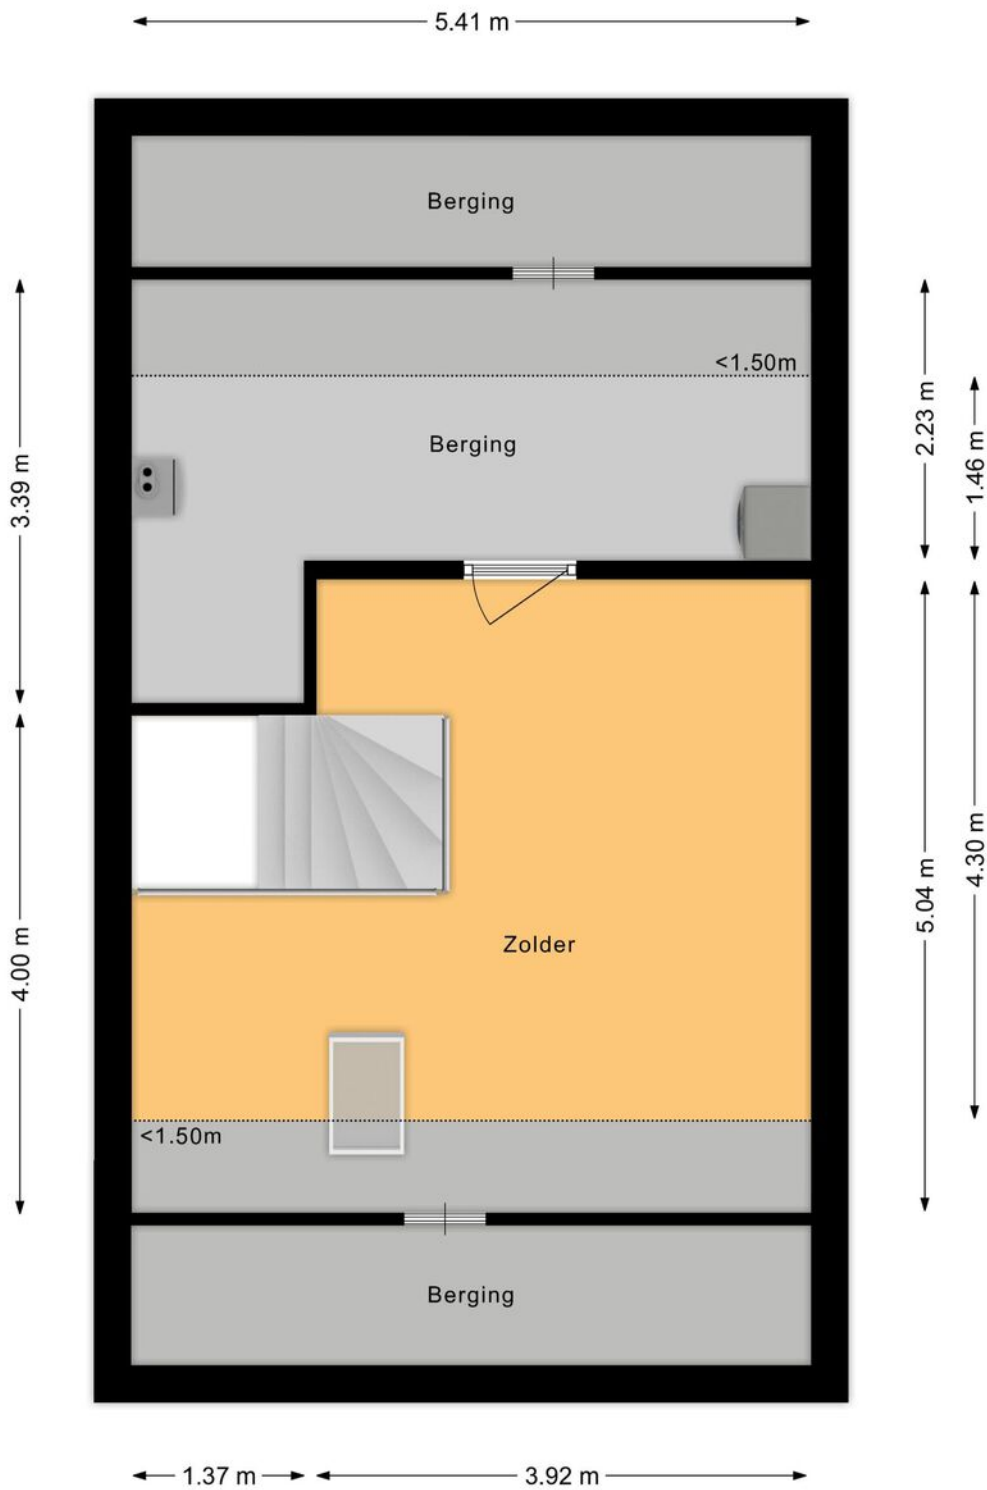 5.41 m
Berging
<1.50m
Berging
3.39 m
2.23 m
1.46 m
Zolder
4.00 m
5.04 m
4.30 m
<1.50m
Berging
1.37 m
3.92 m